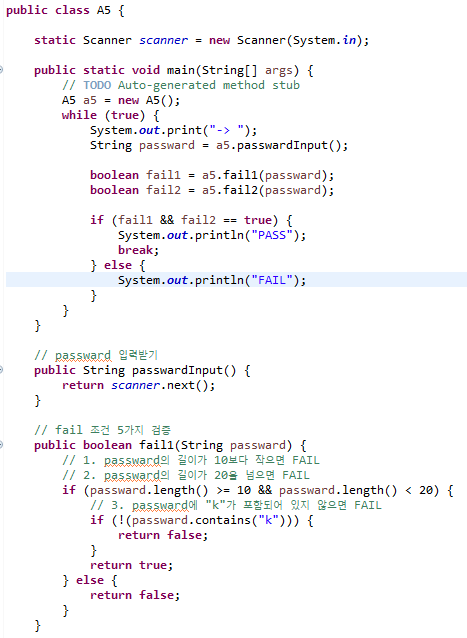 public class A5 {
static Scanner scanner = new Scanner(System.in);
public static void main(String[] args) {
// TODO Auto-generated method stub
A5 a5 = new A5();
while (true) {
System.out.print("-> ");
String passward = a5.passwardInput();
boolean fail1 = a5.fail1(passward);
boolean fail2 = a5.fail2(passward);
if (fail1 && fail2 == true) {
System.out.println("PASS");
break;
} else {
System.out.println("FAIL");
}
}
}
// passward 입력받기
public String passwardInput() {
return scanner.next();
}
// fail 조건 5가지 검증
public boolean fail1(String passward) {
// 1. passward의 길이가 10보다 작으면 FAIL
// 2. passward의 길이가 20을 넘으면 FAIL
if (passward.length() >= 10 && passward.length() < 20) {
// 3. passward에 "k"가 포함되어 있지 않으면 FAIL
if (!(passward.contains("k"))) {
return false;
}
return true;
} else {
return false;
}
}